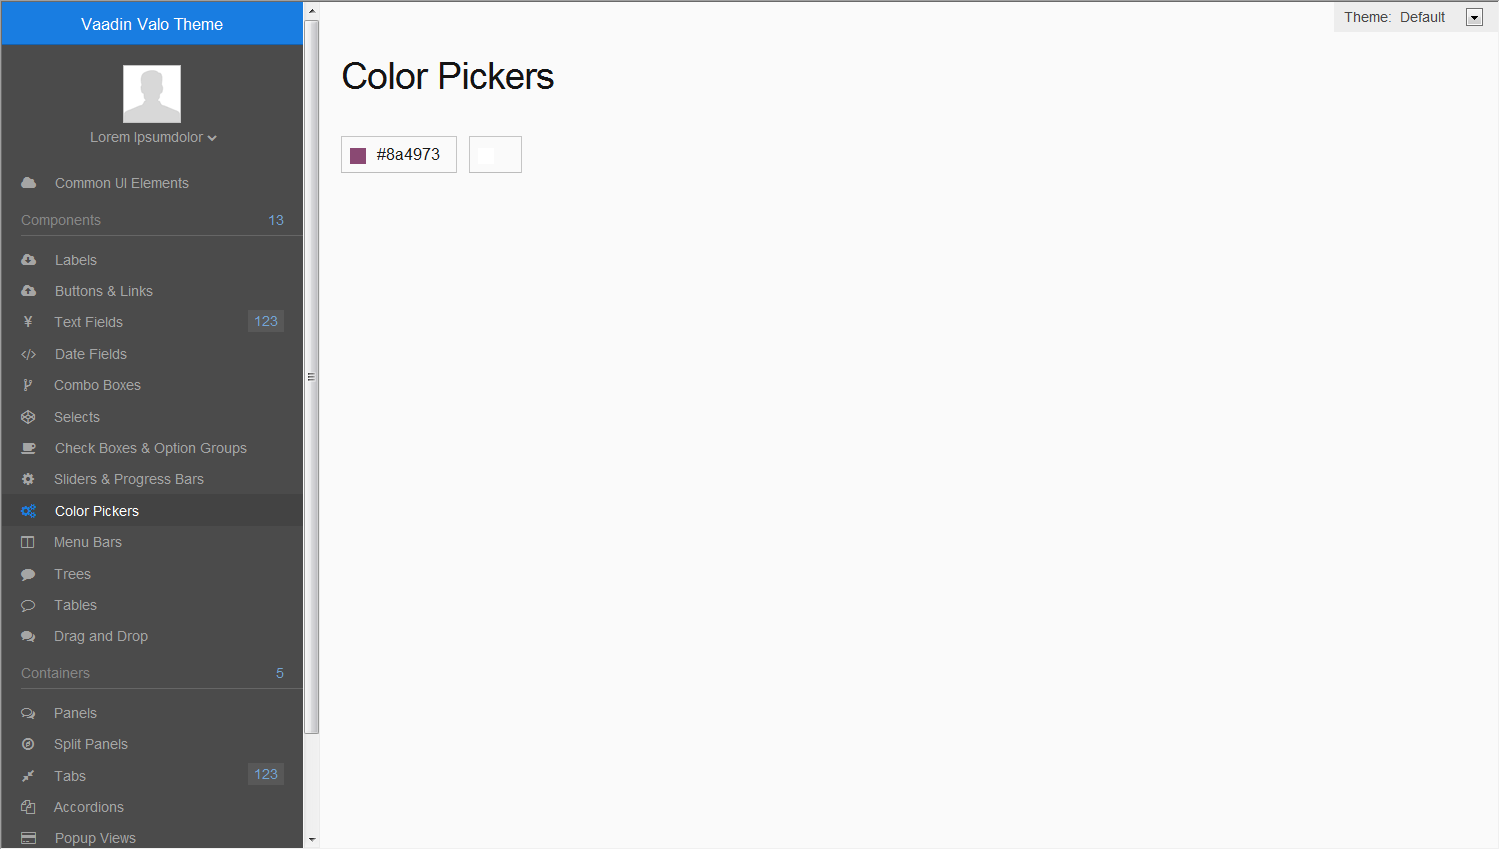 Vaadin Valo Theme
Theme: Default
Lorem Ipsumdolor
Color Pickers
#8a4973
Common UI Elements
Components 13
Labels
Buttons & Links
Text Fields 123
Date Fields
Combo Boxes
Selects
Check Boxes & Option Groups
Sliders & Progress Bars
Color Pickers
Menu Bars
Trees
Tables
Drag and Drop
Containers 5
Panels
Split Panels
Tabs 123
Accordions
Popup Views